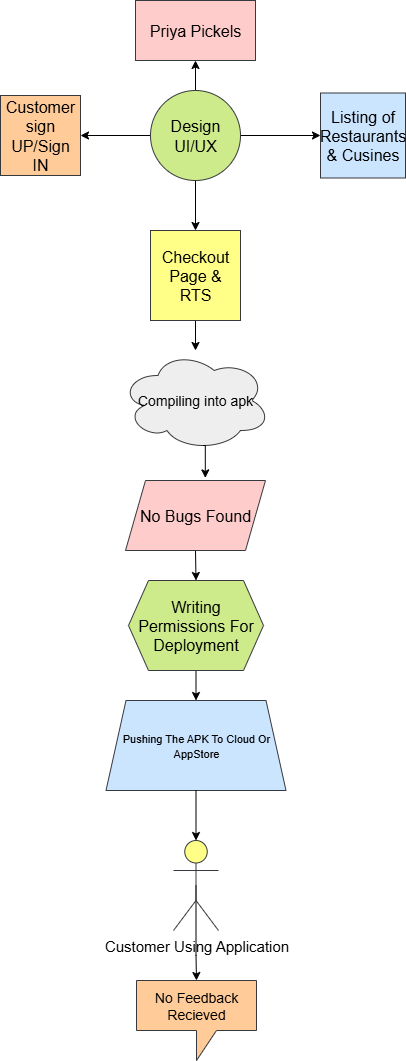 Priya Pickels
Customer
sign
UP/Sign
IN
Design
UI/UX
Listing of
Restaurants
& Cusines
Checkout
Page &
RTS
Compiling into apk
No Bugs Found
Writing
Permissions For
Deployment
Pushing The APK To Cloud Or
AppStore
Customer Using Application
No Feedback
Recieved